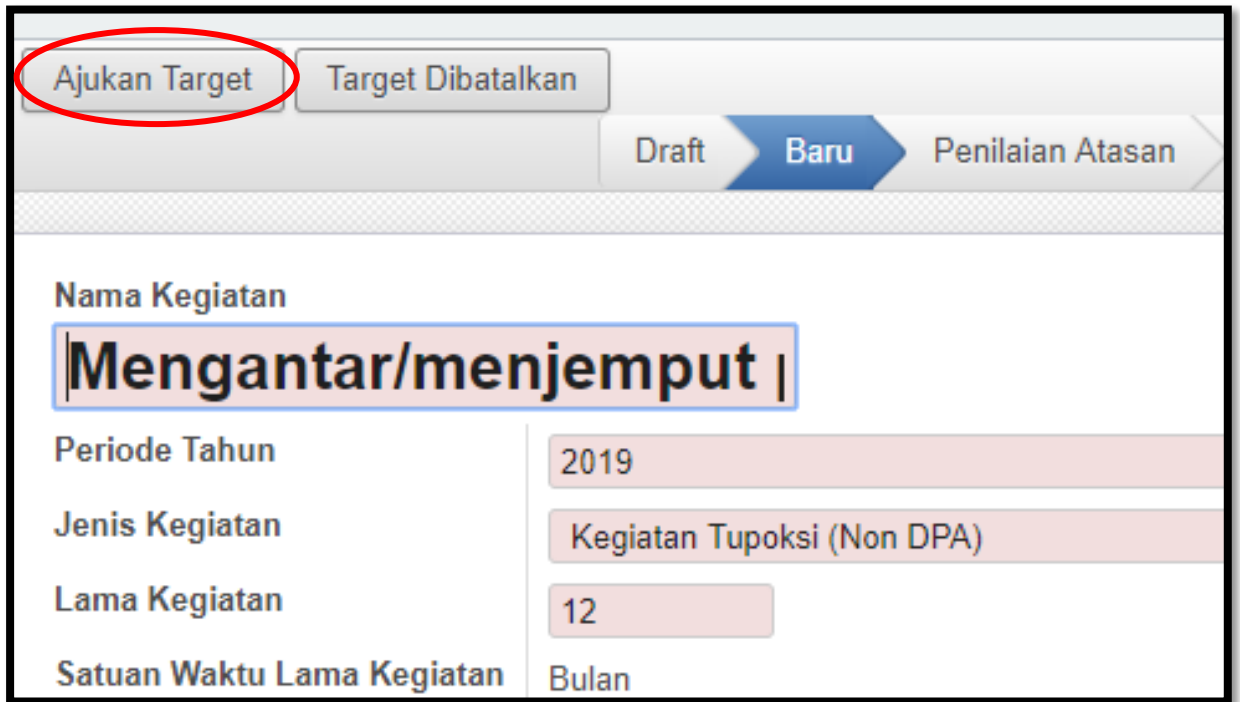 Ajukan Target Target Dibatalkan
Draft Baru Penilaian Atasan
Nama Kegiatan
Mengantar/menjemput
Periode Tahun 2019
Jenis Kegiatan Kegiatan Tupoksi (Non DPA)
Lama Kegiatan 12
Satuan Waktu Lama Kegiatan Bulan